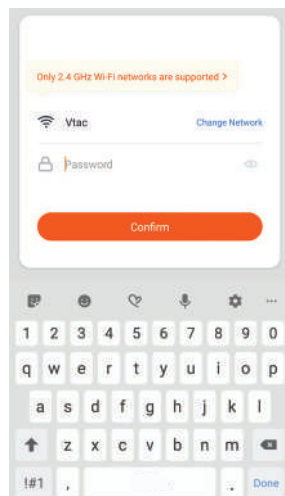 Only 2.4 GHz Wi-Fi networks are supported >
Vtac Change Network
Password
Confirm
1 2 3 4 5 6 7 8 9 0
q w e r t y u i o p
a s d f g h j k l
z x c v b n m
!#1 , . Done